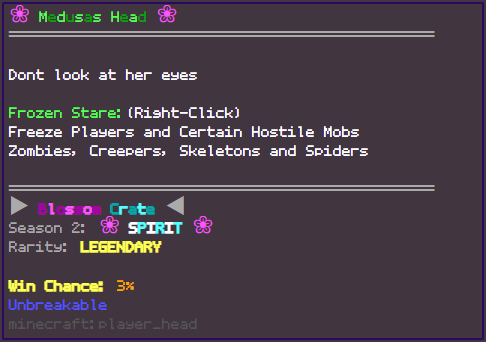 ❀ Medusas Head ❀
Dont look at her eyes
Frozen Stare: (Right-Click)
Freeze Players and Certain Hostile Mobs
Zombies, Creepers, Skeletons and Spiders
▶ Blossom Crate ◀
Season 2: ❀ SPIRIT ❀
Rarity: LEGENDARY
Win Chance: 3%
Unbreakable
minecraft:player_head